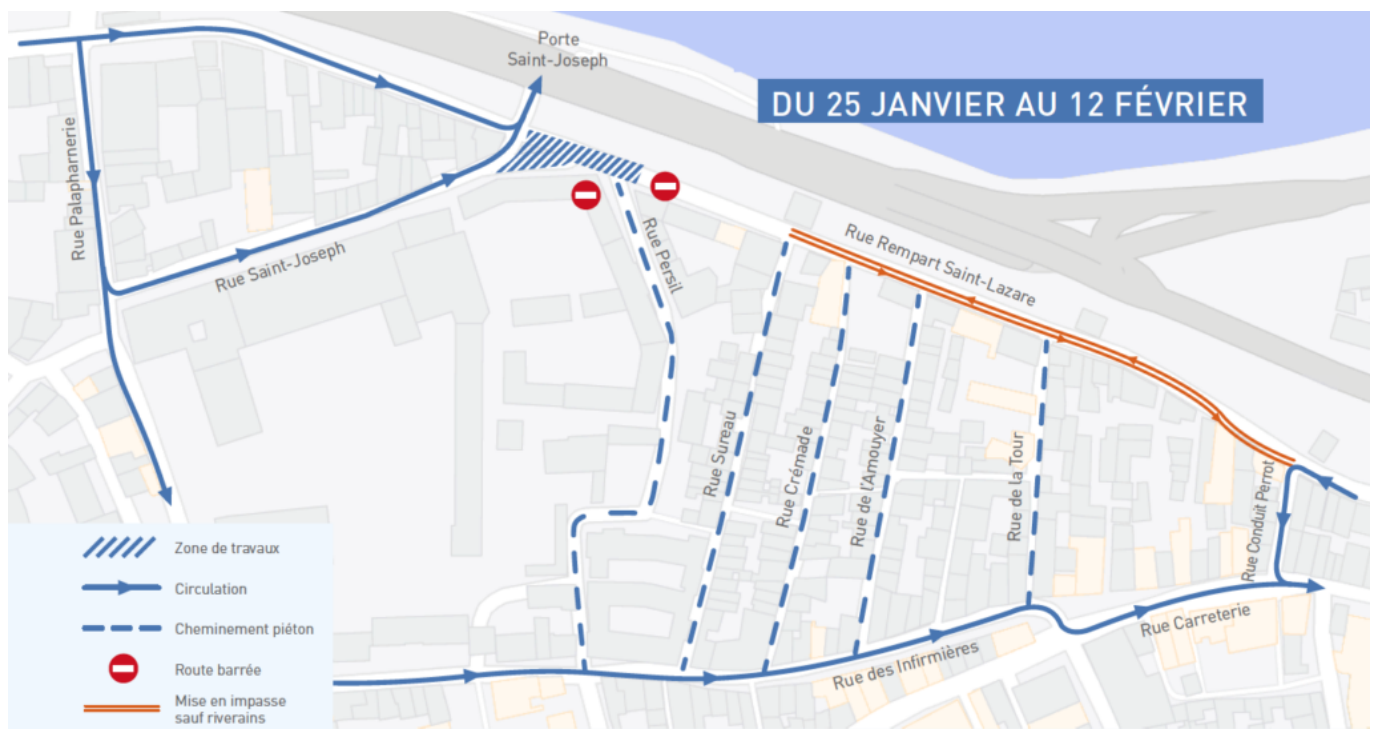 Porte
Saint-Joseph
DU 25 JANVIER AU 12 FÉVRIER
Rue Palapharnerie
Rue Saint-Joseph
Rue Persil
Rue Rempart Saint-Lazare
Rue Sureau
Rue Crémade
Rue de l'Amouyer
Rue de la Tour
Rue Conduit Perrot
Rue Carreterie
Rue des Infirmières
Zone de travaux
Circulation
Cheminement piéton
Route barrée
Mise en impasse
sauf riverains